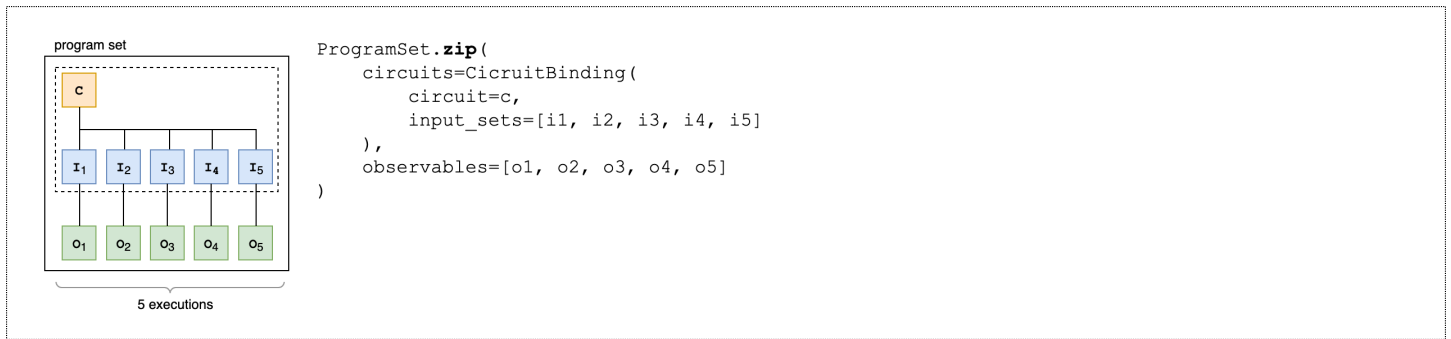 program set
C
I1 I2 I3 I4 I5
O1 O2 O3 O4 O5
5 executions
ProgramSet.zip(
    circuits=CicruitBinding(
        circuit=c,
        input_sets=[i1, i2, i3, i4, i5]
    ),
    observables=[o1, o2, o3, o4, o5]
)